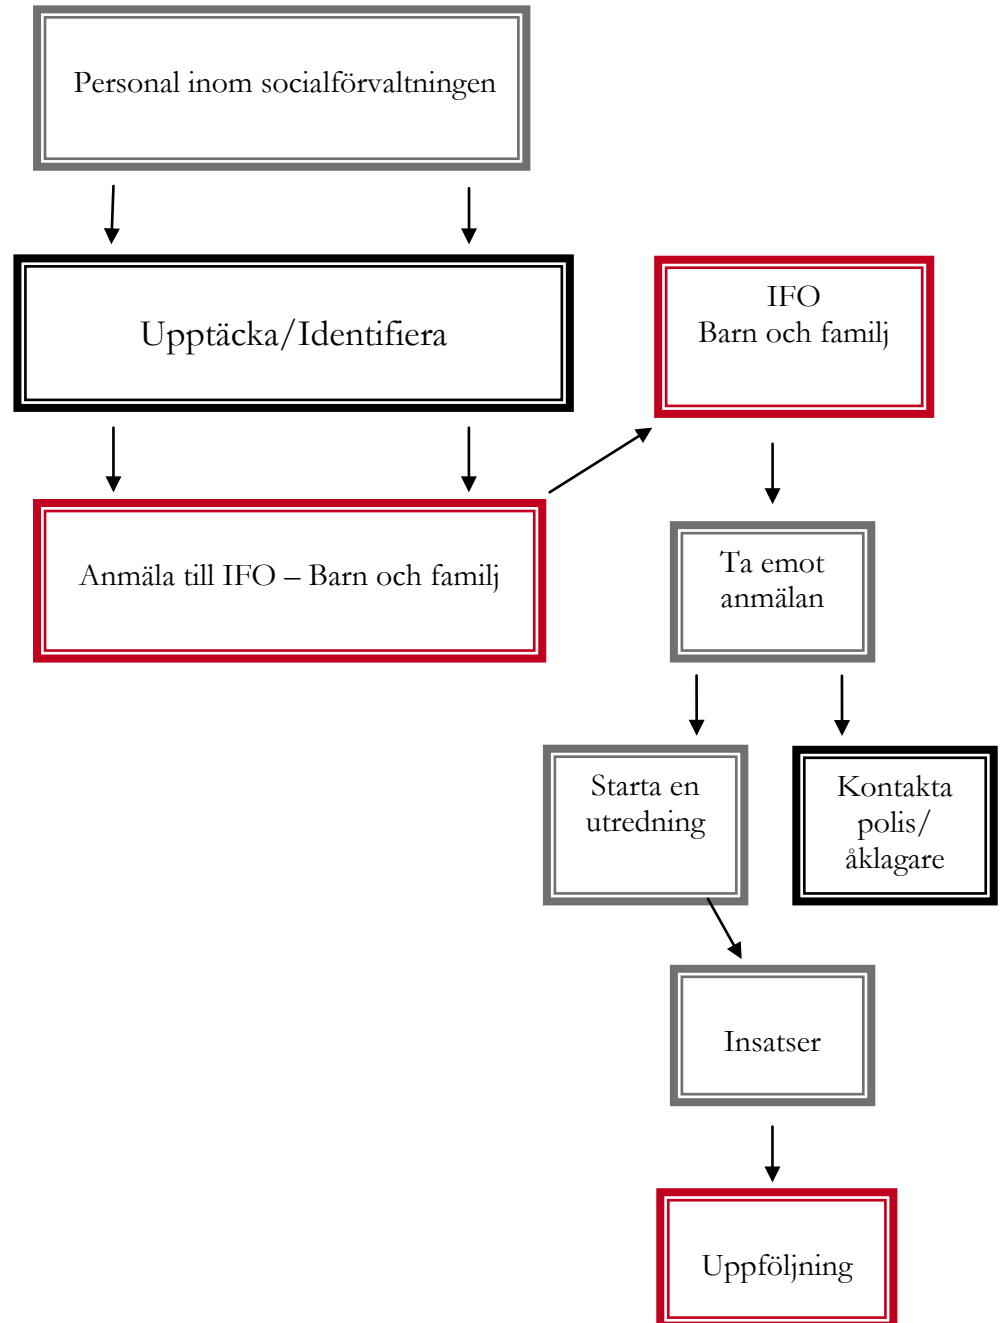 Personal inom socialförvaltningen
Upptäcka/Identifiera
Anmäla till IFO – Barn och familj
IFO
Barn och familj
Ta emot
anmälan
Starta en
utredning
Kontakta
polis/
åklagare
Insatser
Uppföljning